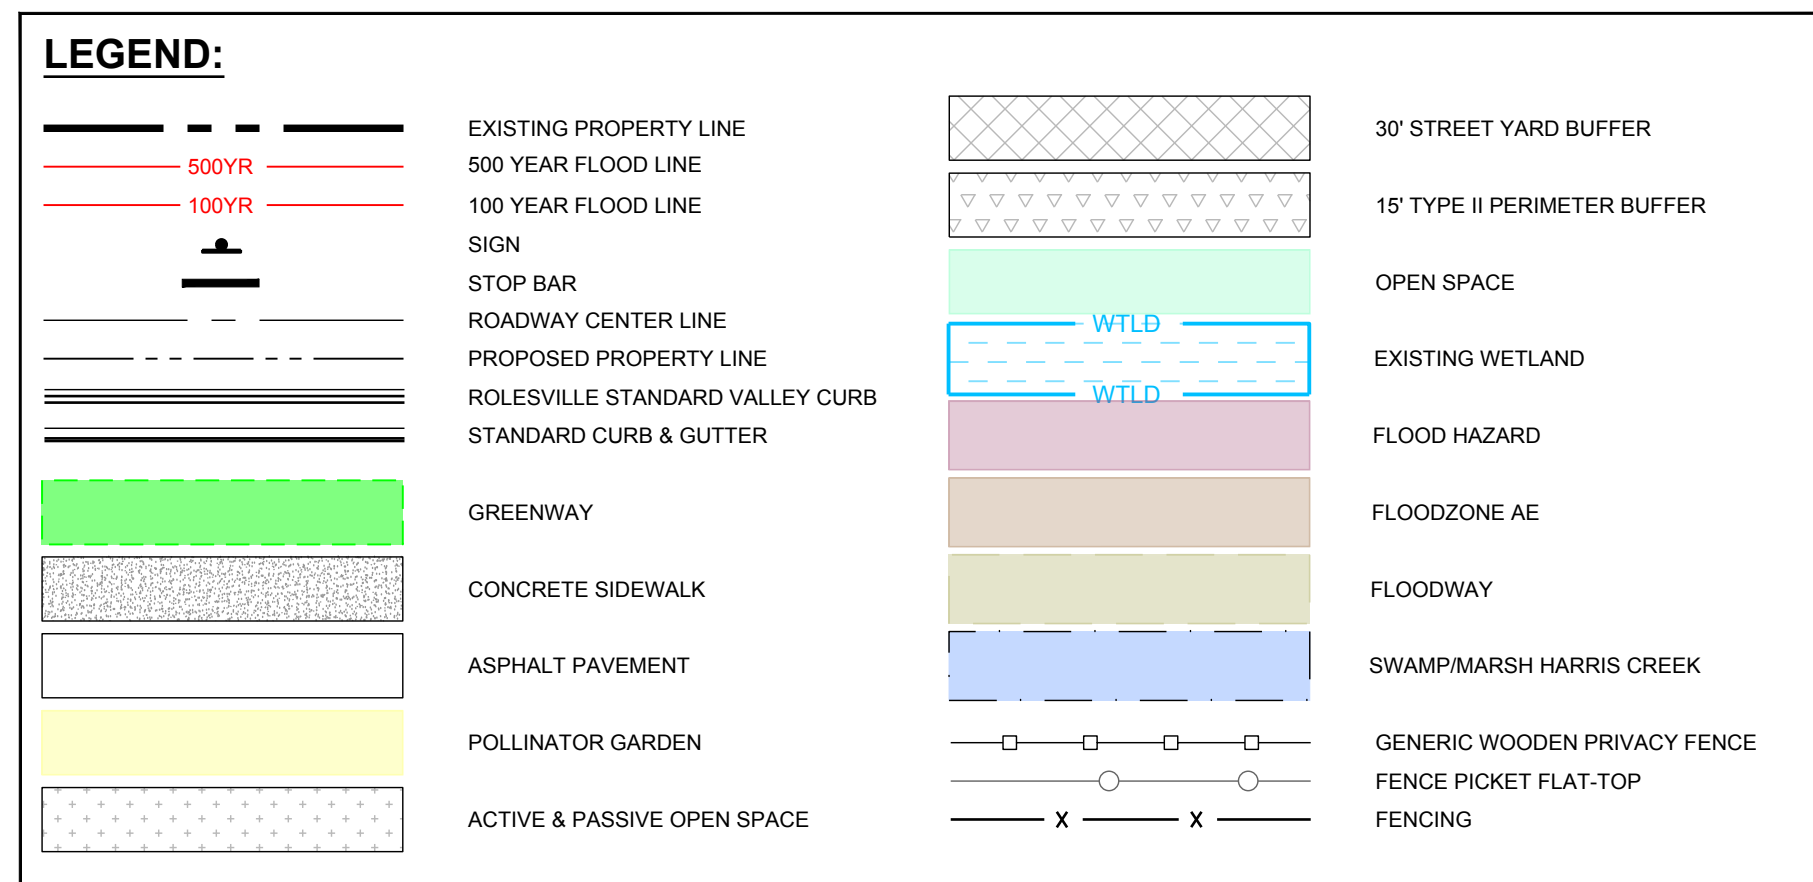 LEGEND:
EXISTING PROPERTY LINE
500YR
500 YEAR FLOOD LINE
100YR
100 YEAR FLOOD LINE
SIGN
STOP BAR
ROADWAY CENTER LINE
PROPOSED PROPERTY LINE
ROLESVILLE STANDARD VALLEY CURB
STANDARD CURB & GUTTER
GREENWAY
CONCRETE SIDEWALK
ASPHALT PAVEMENT
POLLINATOR GARDEN
ACTIVE & PASSIVE OPEN SPACE
30' STREET YARD BUFFER
15' TYPE II PERIMETER BUFFER
OPEN SPACE
WTLD
EXISTING WETLAND
WTLD
FLOOD HAZARD
FLOODZONE AE
FLOODWAY
SWAMP/MARSH HARRIS CREEK
GENERIC WOODEN PRIVACY FENCE
FENCE PICKET FLAT-TOP
X X
FENCING